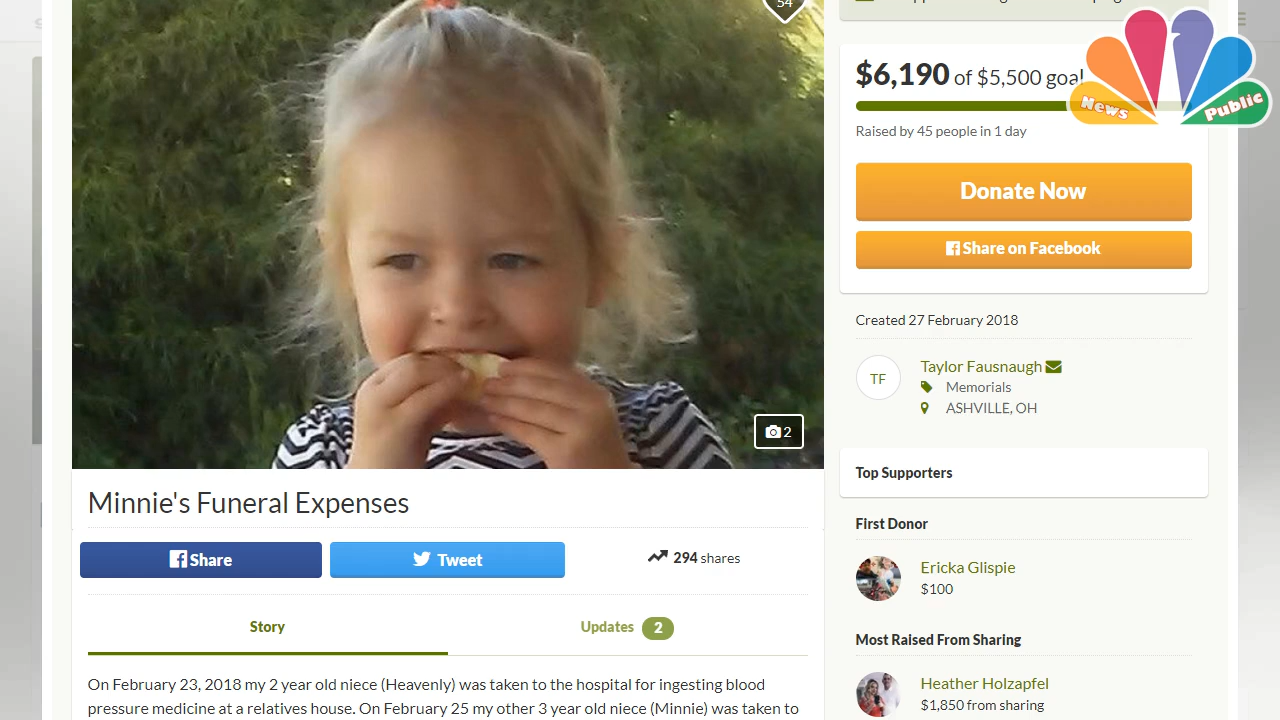 54
$6,190 of $5,500 goal
News
Public
Raised by 45 people in 1 day
Donate Now
Share on Facebook
Created 27 February 2018
TF
Taylor Fausnaugh
Memorials
ASHVILLE, OH
2
Top Supporters
Minnie's Funeral Expenses
First Donor
Share
Tweet
294 shares
Ericka Glispie
$100
Story
Updates 2
Most Raised From Sharing
Heather Holzapfel
$1,850 from sharing
On February 23, 2018 my 2 year old niece (Heavenly) was taken to the hospital for ingesting blood
pressure medicine at a relatives house. On February 25 my other 3 year old niece (Minnie) was taken to